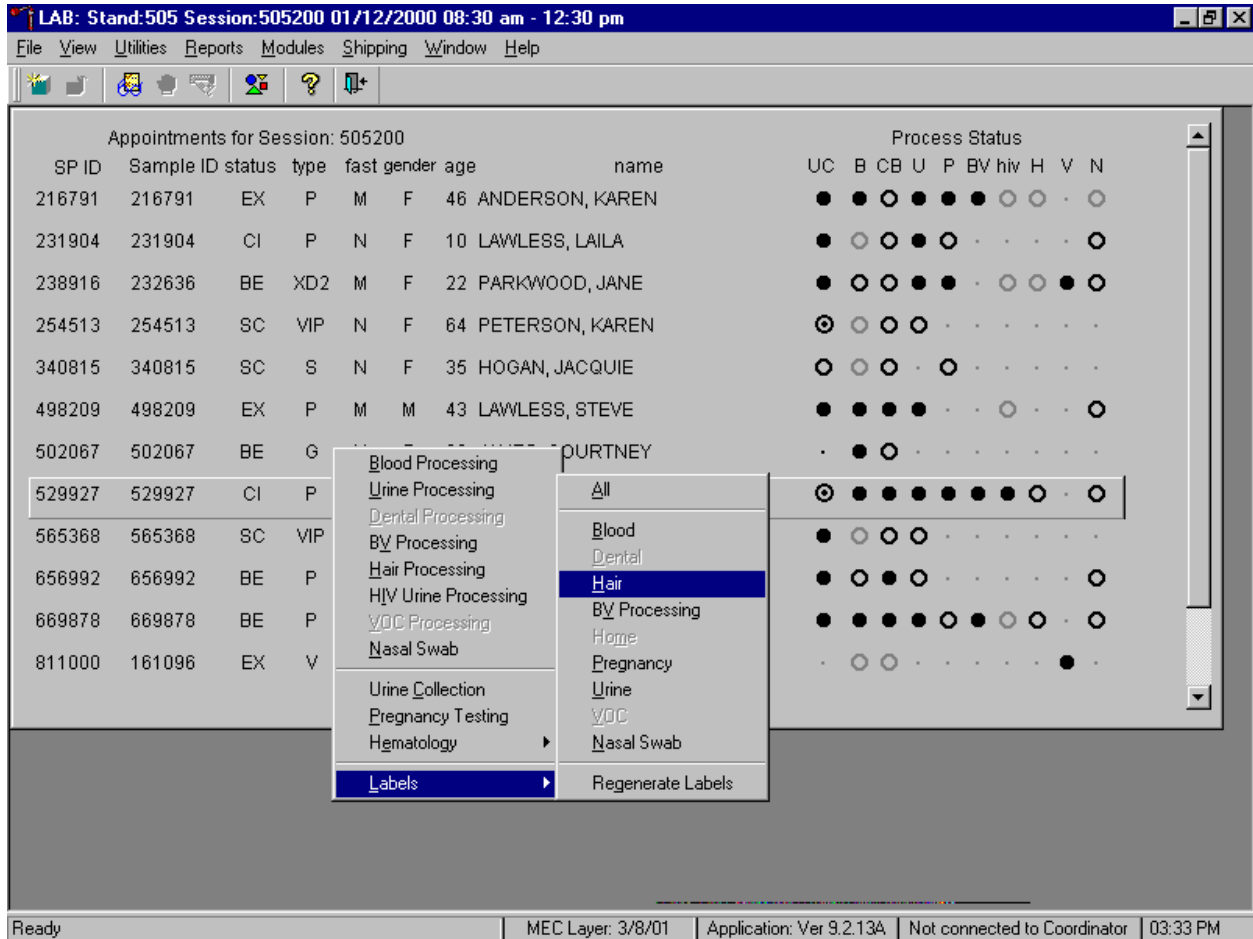 LAB: Stand:505 Session:505200 01/12/2000 08:30 am - 12:30 pm
File View Utilities Reports Modules Shipping Window Help
Appointments for Session: 505200 Process Status
SP ID Sample ID status type fast gender age name UC B CB U P BV hiv H V N
216791 216791 EX P M F 46 ANDERSON, KAREN
231904 231904 CI P N F 10 LAWLESS, LAILA
238916 232636 BE XD2 M F 22 PARKWOOD, JANE
254513 254513 SC VIP N F 64 PETERSON, KAREN
340815 340815 SC S N F 35 HOGAN, JACQUIE
498209 498209 EX P M M 43 LAWLESS, STEVE
502067 502067 BE G OURTNEY
529927 529927 CI P
565368 565368 SC VIP
656992 656992 BE P
669878 669878 BE P
811000 161096 EX V
Blood Processing
Urine Processing
Dental Processing
BV Processing
Hair Processing
HIV Urine Processing
VOC Processing
Nasal Swab
Urine Collection
Pregnancy Testing
Hematology
Labels
All
Blood
Dental
Hair
BV Processing
Home
Pregnancy
Urine
VOC
Nasal Swab
Regenerate Labels
Ready MEC Layer: 3/8/01 Application: Ver 9.2.13A Not connected to Coordinator 03:33 PM